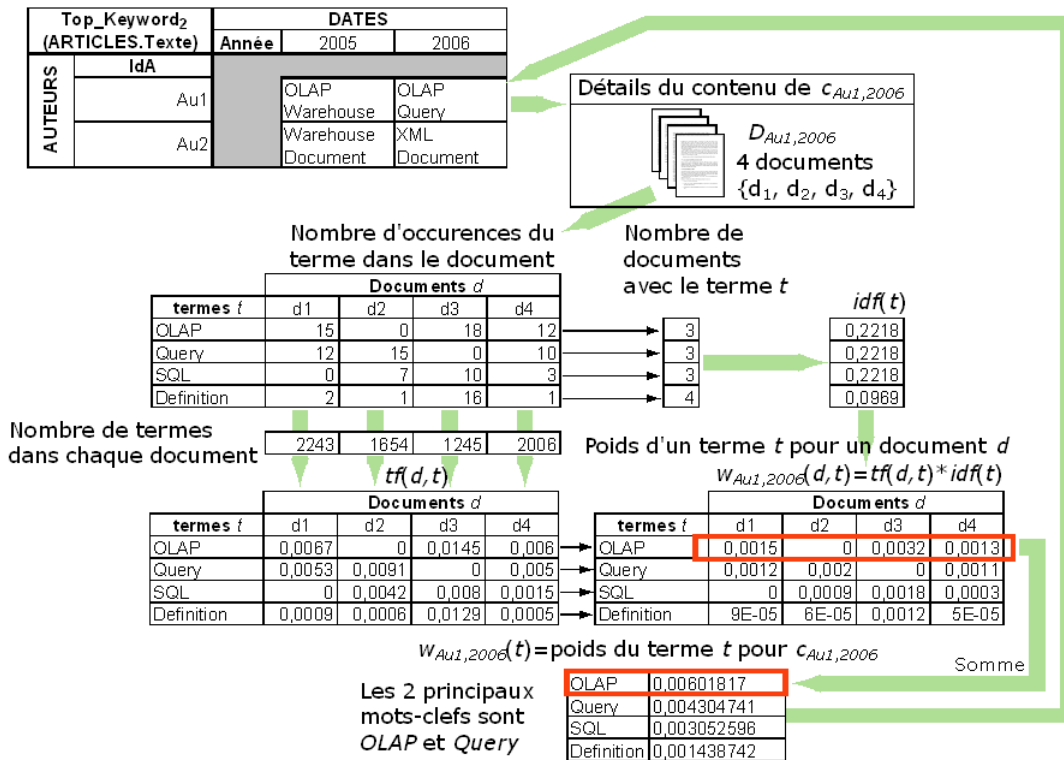 Top_Keyword2 DATES
(ARTICLES.Texte) Année 2005 2006
AUTEURS IdA
Au1 OLAP OLAP
Warehouse Query
Au2 Warehouse XML
Document Document
Détails du contenu de cAu1,2006
DAu1,2006
4 documents
{d1, d2, d3, d4}
Nombre d'occurences du
terme dans le document
Nombre de
documents
avec le terme t
Documents d
termes t d1 d2 d3 d4
OLAP 15 0 18 12 3
Query 12 15 0 10 3
SQL 0 7 10 3 3
Definition 2 1 16 1 4
idf(t)
0,2218
0,2218
0,2218
0,0969
Nombre de termes
dans chaque document
2243 1654 1245 2006
tf(d,t)
Documents d
termes t d1 d2 d3 d4
OLAP 0,0067 0 0,0145 0,006
Query 0,0053 0,0091 0 0,005
SQL 0 0,0042 0,008 0,0015
Definition 0,0009 0,0006 0,0129 0,0005
Poids d'un terme t pour un document d
wAu1,2006(d,t)=tf(d,t)*idf(t)
Documents d
termes t d1 d2 d3 d4
OLAP 0,0015 0 0,0032 0,0013
Query 0,0012 0,002 0 0,0011
SQL 0 0,0009 0,0018 0,0003
Definition 9E-05 6E-05 0,0012 5E-05
wAu1,2006(t)=poids du terme t pour cAu1,2006
Somme
Les 2 principaux
mots-clefs sont
OLAP et Query
OLAP 0,00601817
Query 0,004304741
SQL 0,003052596
Definition 0,001438742